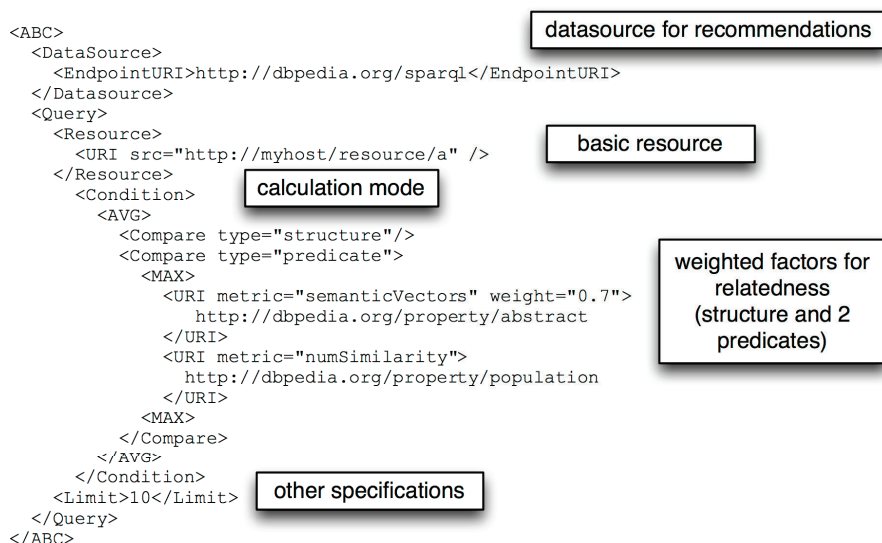 datasource for recommendations
<ABC>
<DataSource>
<EndpointURI>http://dbpedia.org/sparql</EndpointURI>
</Datasource>
<Query>
<Resource>
basic resource
<URI src="http://myhost/resource/a" />
</Resource>
calculation mode
<Condition>
<AVG>
<Compare type="structure"/>
<Compare type="predicate">
weighted factors for
relatedness
(structure and 2
predicates)
<MAX>
<URI metric="semanticVectors" weight="0.7">
http://dbpedia.org/property/abstract
</URI>
<URI metric="numSimilarity">
http://dbpedia.org/property/population
</URI>
<MAX>
</Compare>
</AVG>
</Condition>
<Limit>10</Limit>
other specifications
</Query>
</ABC>